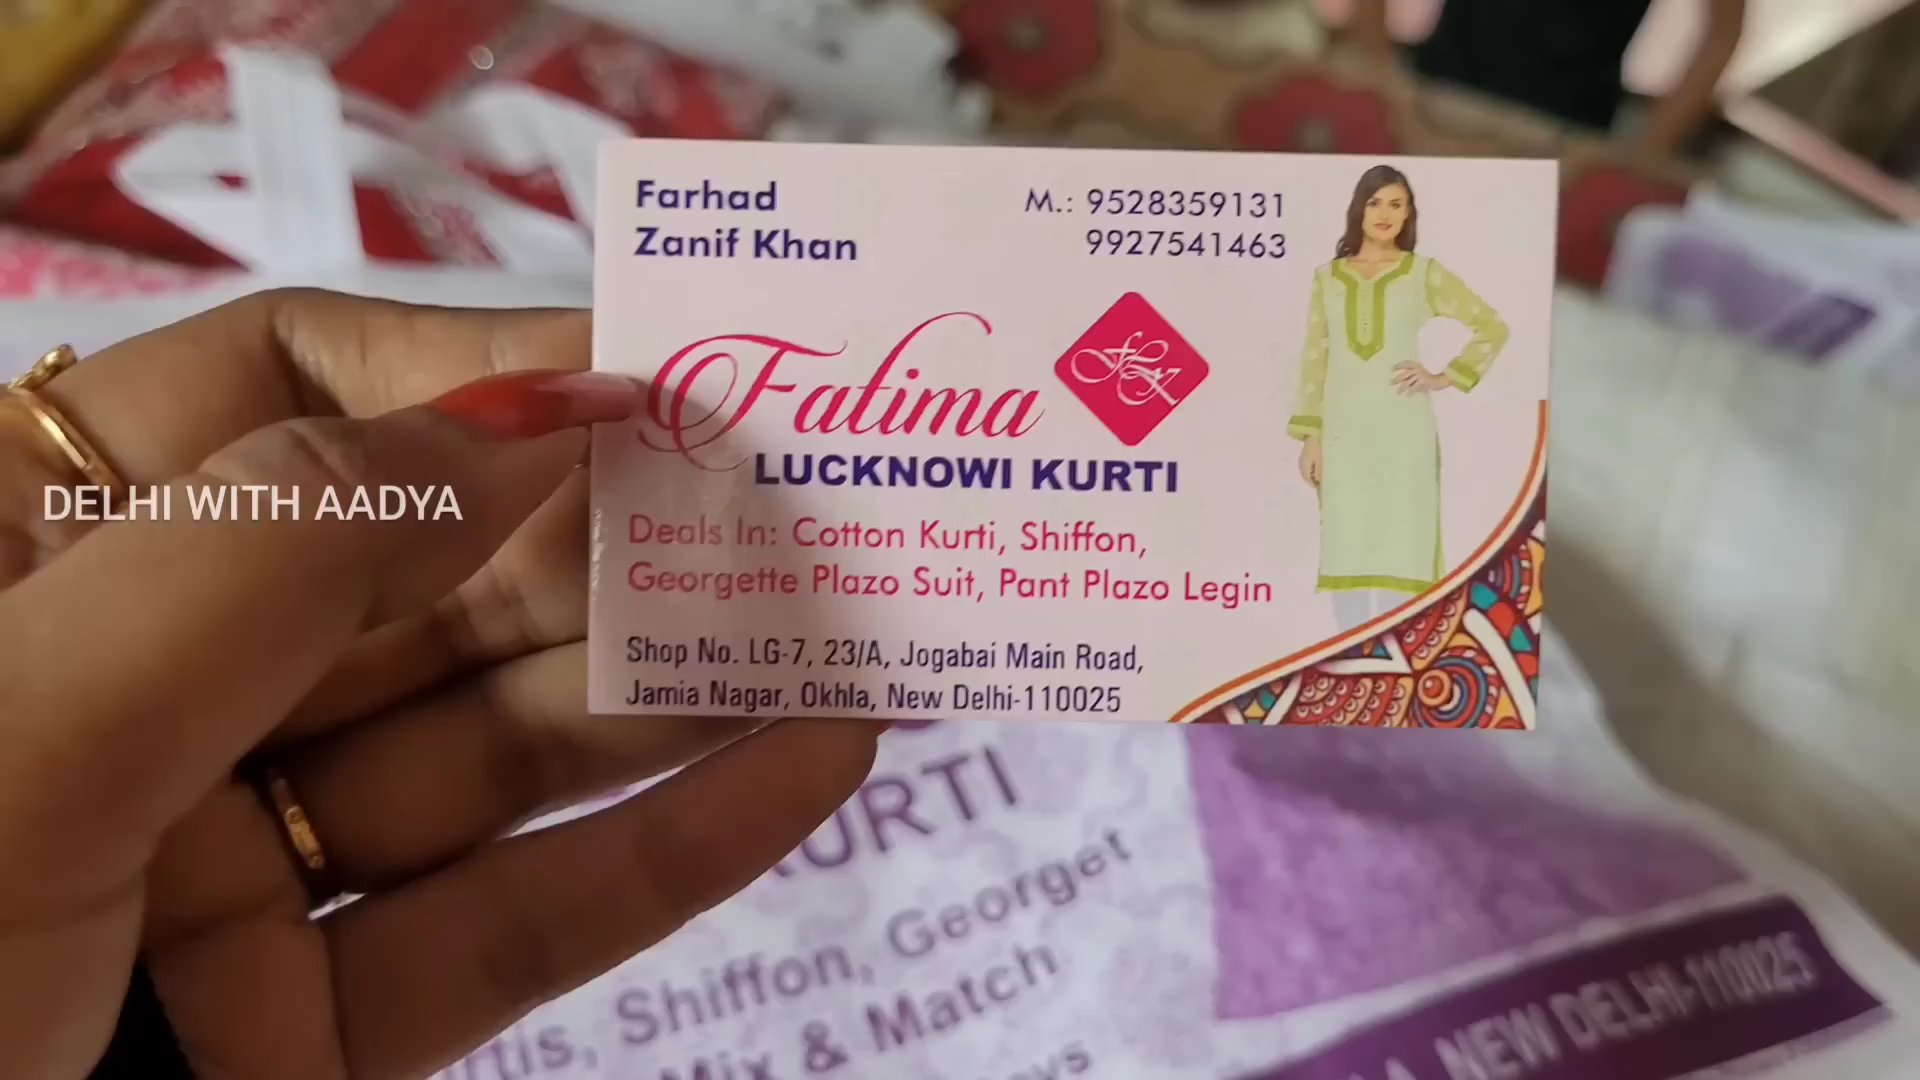 Farhad
Zanif Khan
M.: 9528359131
9927541463
Fatima
LUCKNOWI KURTI
Deals In: Cotton Kurti, Shiffon,
Georgette Plazo Suit, Pant Plazo Legin
Shop No. LG-7, 23/A, Jogabai Main Road,
Jamia Nagar, Okhla, New Delhi-110025
DELHI WITH AADYA
Shiffon, Georget
Mix & Match
NEW DELHI-110025